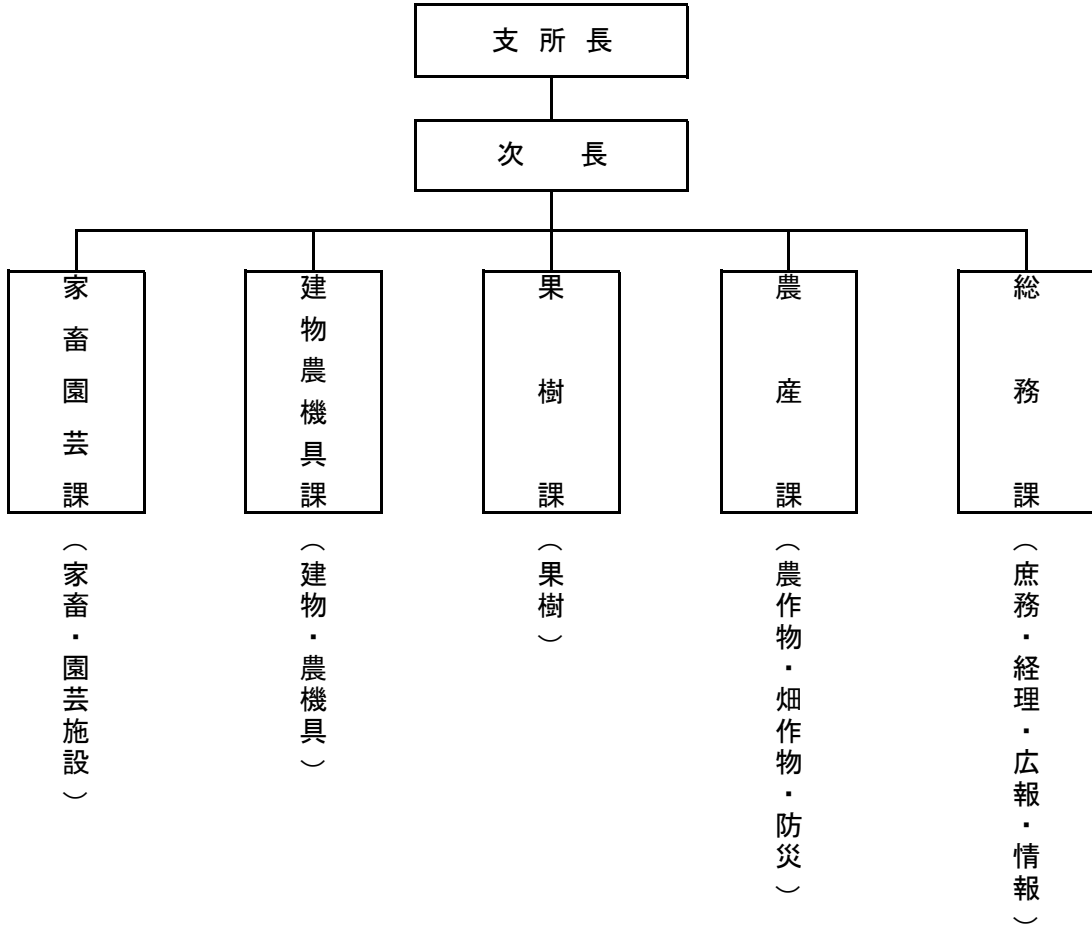 支所長
次長
総務課
（庶務・経理・広報・情報）
農産課
（農作物・畑作物・防災）
果樹課
（果樹）
建物農機具課
（建物・農機具）
家畜園芸課
（家畜・園芸施設）